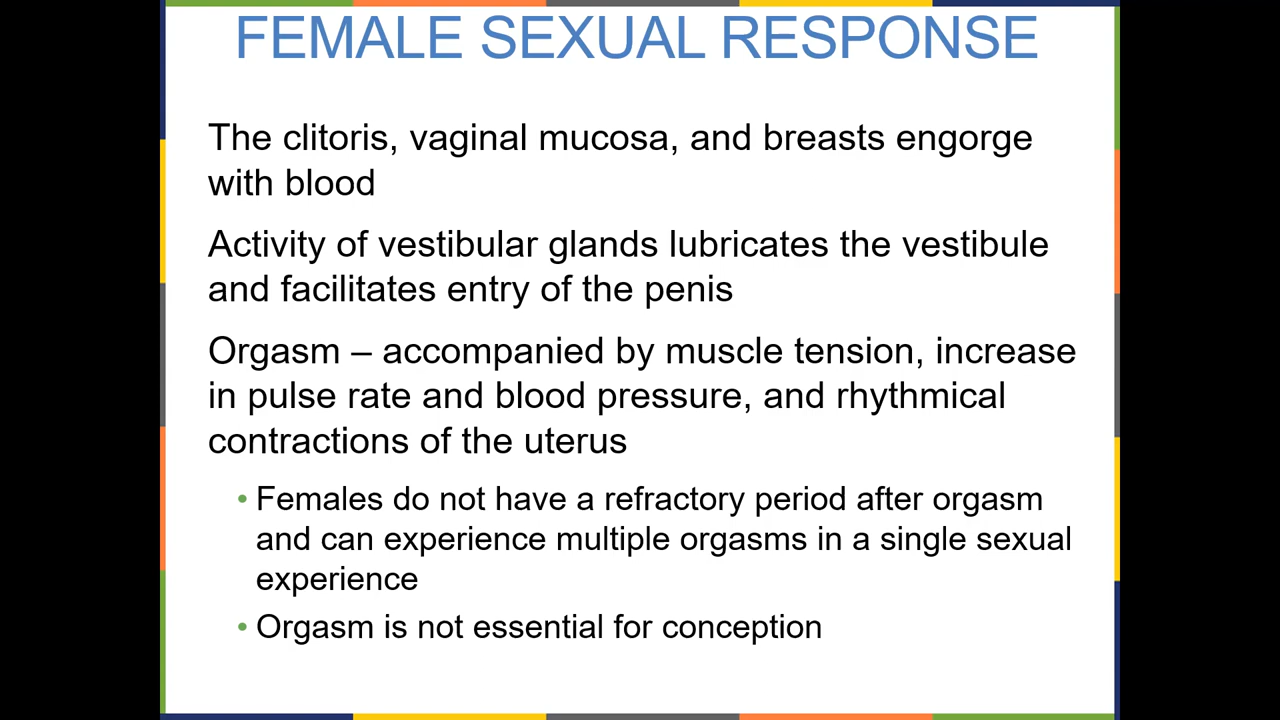 FEMALE SEXUAL RESPONSE
The clitoris, vaginal mucosa, and breasts engorge
with blood
Activity of vestibular glands lubricates the vestibule
and facilitates entry of the penis
Orgasm – accompanied by muscle tension, increase
in pulse rate and blood pressure, and rhythmical
contractions of the uterus
• Females do not have a refractory period after orgasm
and can experience multiple orgasms in a single sexual
experience
• Orgasm is not essential for conception